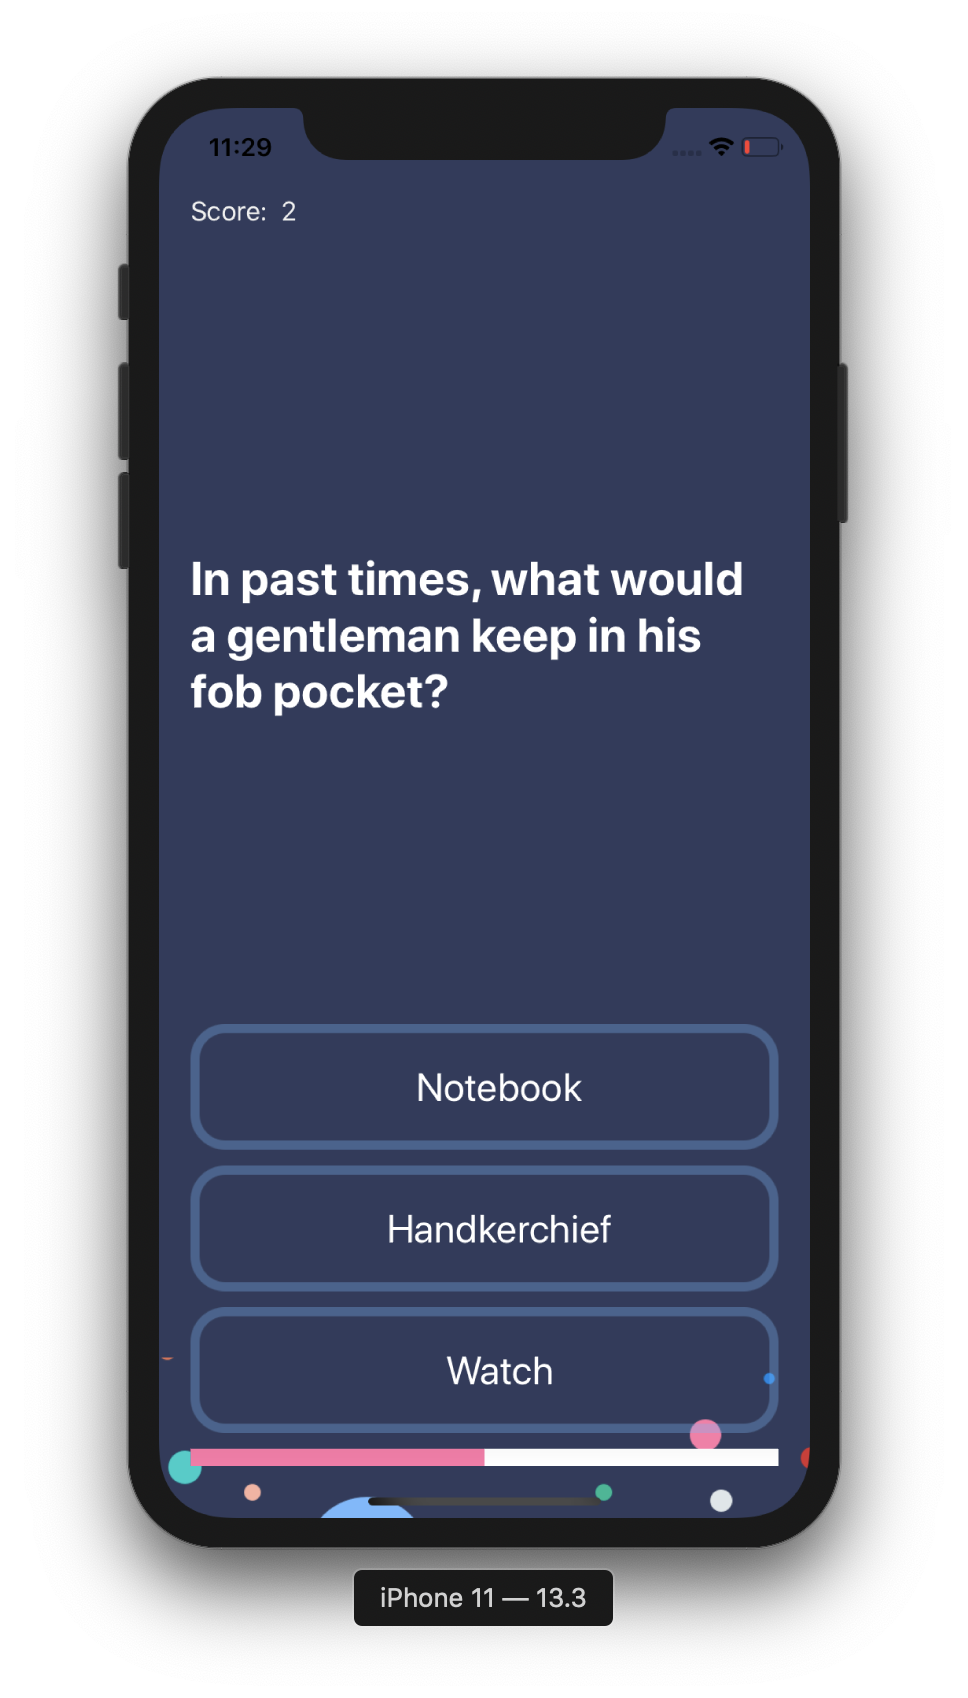 11:29
Score: 2
In past times, what would
a gentleman keep in his
fob pocket?
Notebook
Handkerchief
Watch
iPhone 11 — 13.3